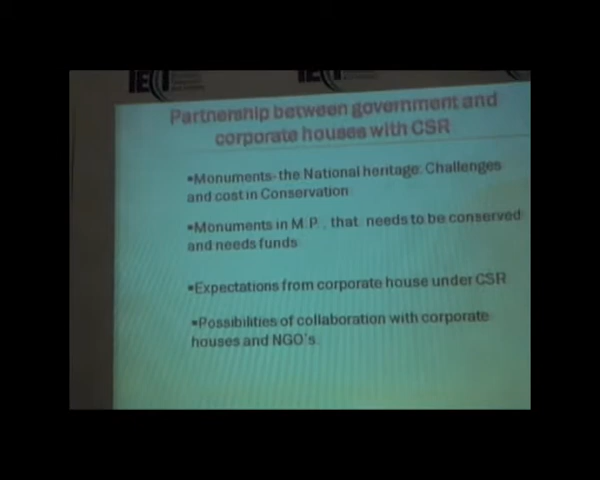 Partnership between government and
corporate houses with CSR
▪Monuments- the National heritage: Challenges
and cost in Conservation
▪Monuments in M.P., that needs to be conserved
and needs funds
▪Expectations from corporate house under CSR
▪Possibilities of collaboration with corporate
houses and NGO's.